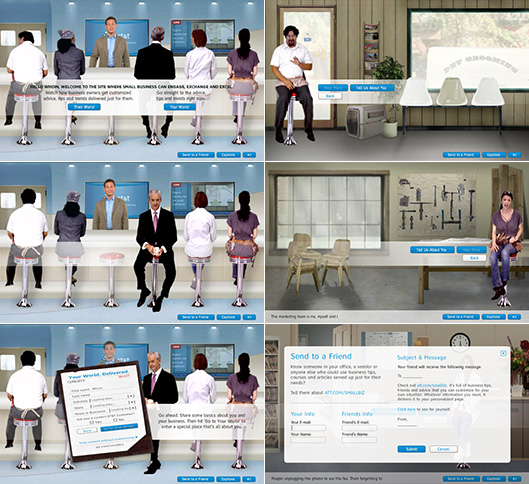 HELLO WHOIN, WELCOME TO THE SITE WHERE SMALL BUSINESS CAN ENGAGE, EXCHANGE AND EXCEL
Watch how business owners get customized
advice, tips and trends delivered just for them.
Their World
Go straight to the advice,
tips and trends right now.
Your World
Send to a Friend
Captions
PET GROOMING
Tell Us About You
Back
Send to a Friend
Captions
Send to a Friend
Captions
Tell Us About You
Back
The marketing team is me, myself and I
Send to a Friend
Captions
Your World. Delivered.
Go ahead. Share some basics about you and
your business. Then hit 'Go to Your World' to
enter a special place that's all about you.
Send to a Friend
Captions
Send to a Friend
Know someone in your office, a vendor or
anyone else who could use business tips,
courses and articles served up just for their
needs?
Tell them about ATT.COM/SMALLBIZ
Your Info
Your E-mail:
Your Name:
Friends Info
Friend's E-mail:
Friend's Name:
Subject & Message
Your friend will receive the following message.
To
Check out att.com/smallbiz. It's full of business tips,
friends and advice that you can customize for your
own situation. Whatever information you need, it
delivers it to your personalized page.
Click here to see for yourself!
From,
Submit
Cancel
People unplugging the phone to use the fax. Then forgetting to
Send to a Friend
Captions